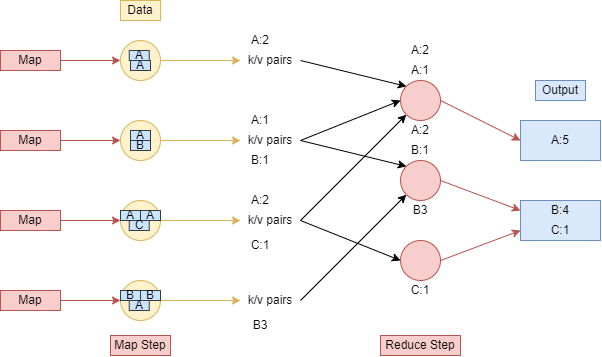 Data
Map
A
A
A:2
k/v pairs
A:2
A:1
Output
Map
A
B
A:1
k/v pairs
B:1
A:2
B:1
A:5
Map
A A
C
A:2
k/v pairs
C:1
B3
B:4
C:1
Map
B B
A
k/v pairs
B3
C:1
Map Step
Reduce Step